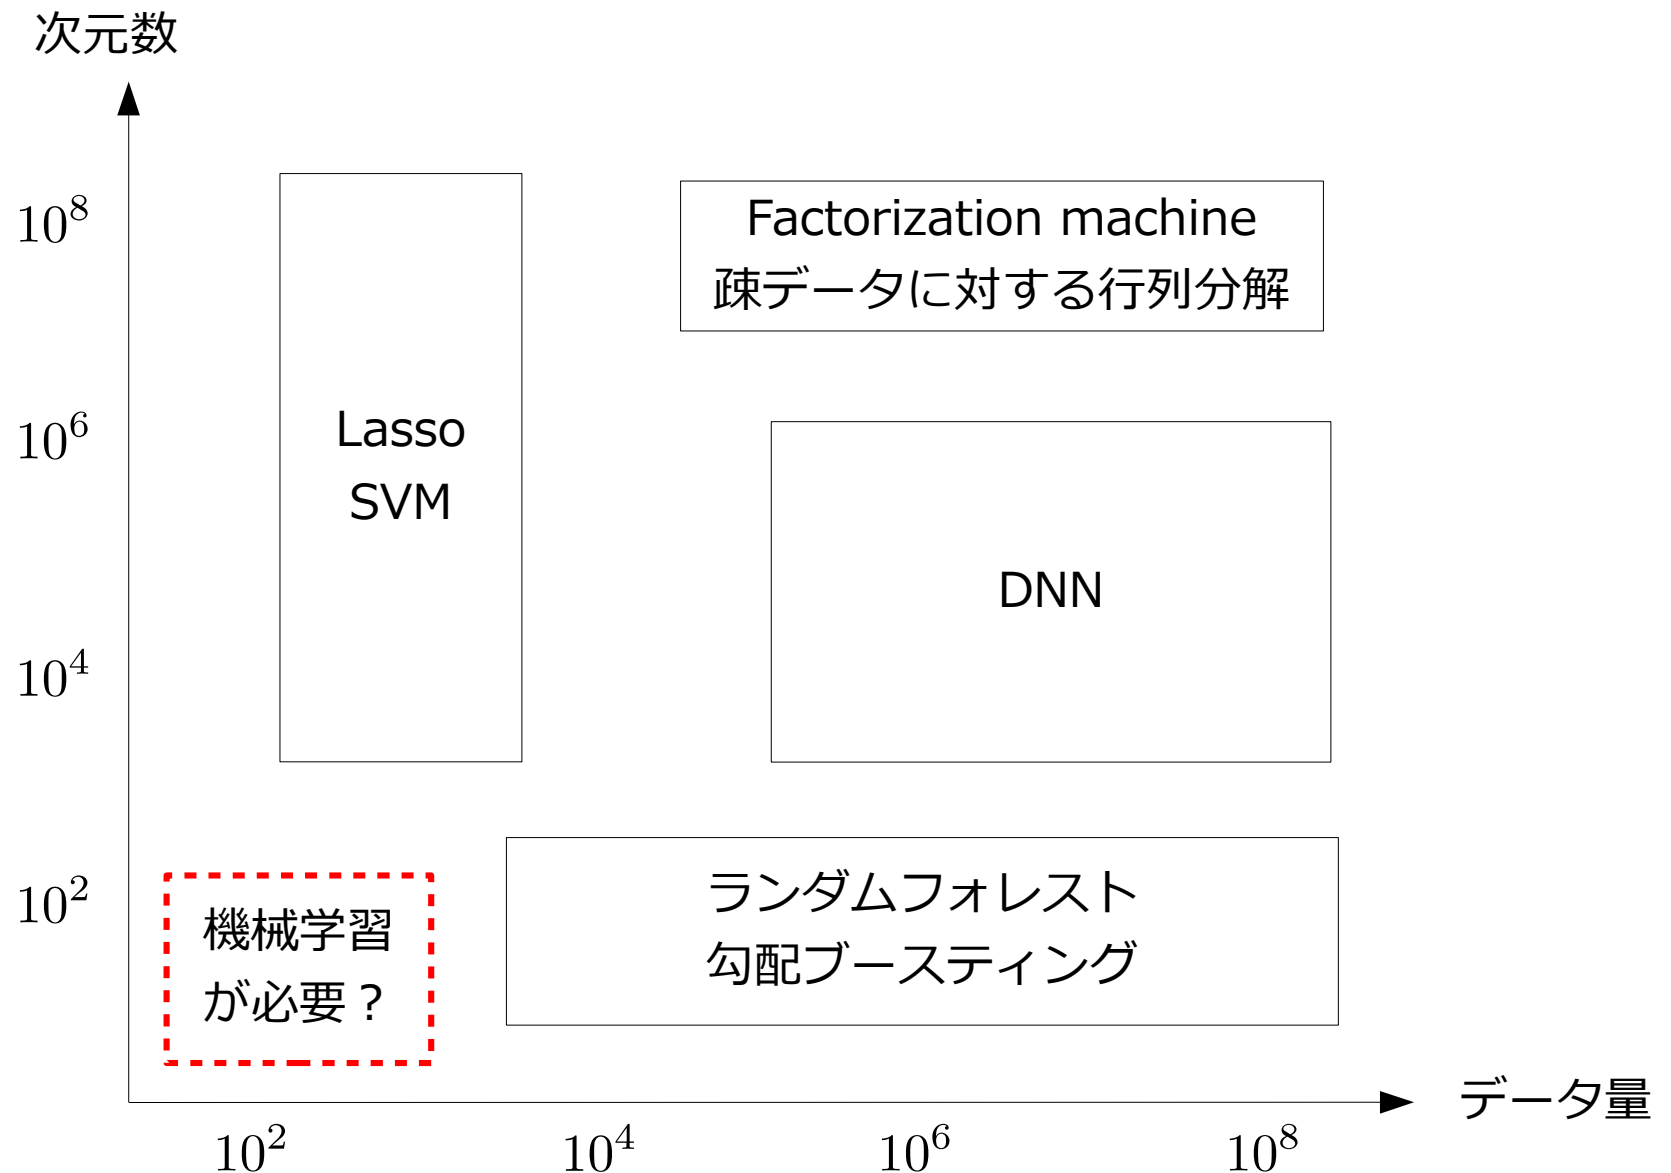 次元数
10^8
Factorization machine
疎データに対する行列分解
10^6
Lasso
SVM
DNN
10^4
10^2
ランダムフォレスト
勾配ブースティング
機械学習
が必要？
データ量
10^2
10^4
10^6
10^8